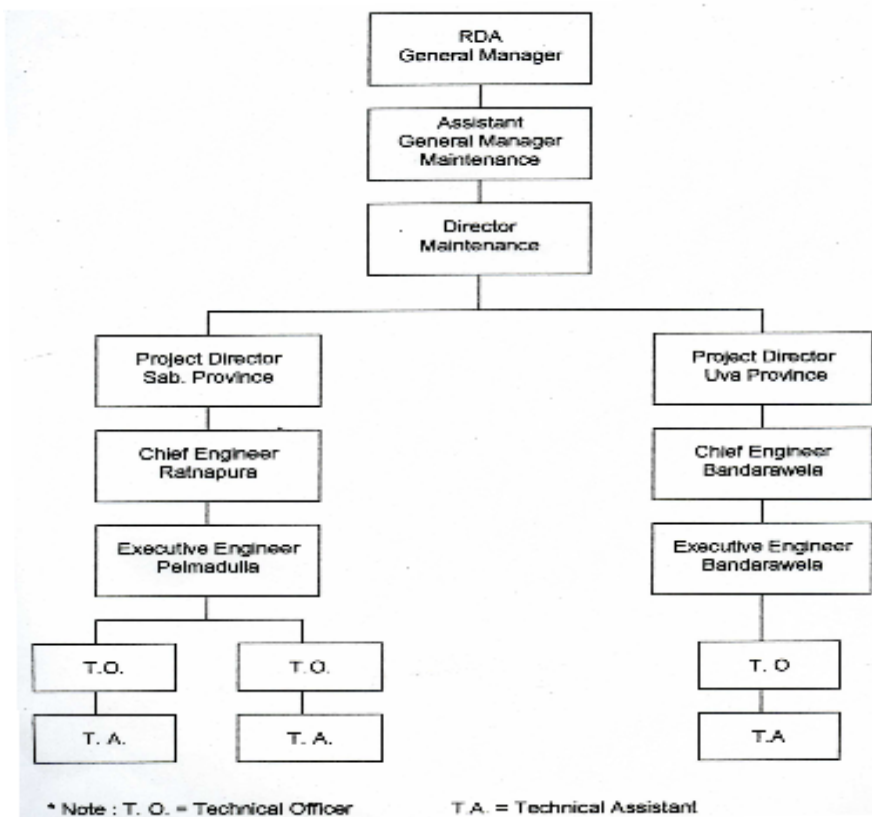 RDA
General Manager
Assistant
General Manager
Maintenance
Director
Maintenance
Project Director
Sab. Province
Project Director
Uva Province
Chief Engineer
Ratnapura
Chief Engineer
Bandarawela
Executive Engineer
Pelmadulla
Executive Engineer
Bandarawela
T.O.
T.O.
T. O
T. A.
T. A.
T.A
* Note : T. O. = Technical Officer T.A. = Technical Assistant